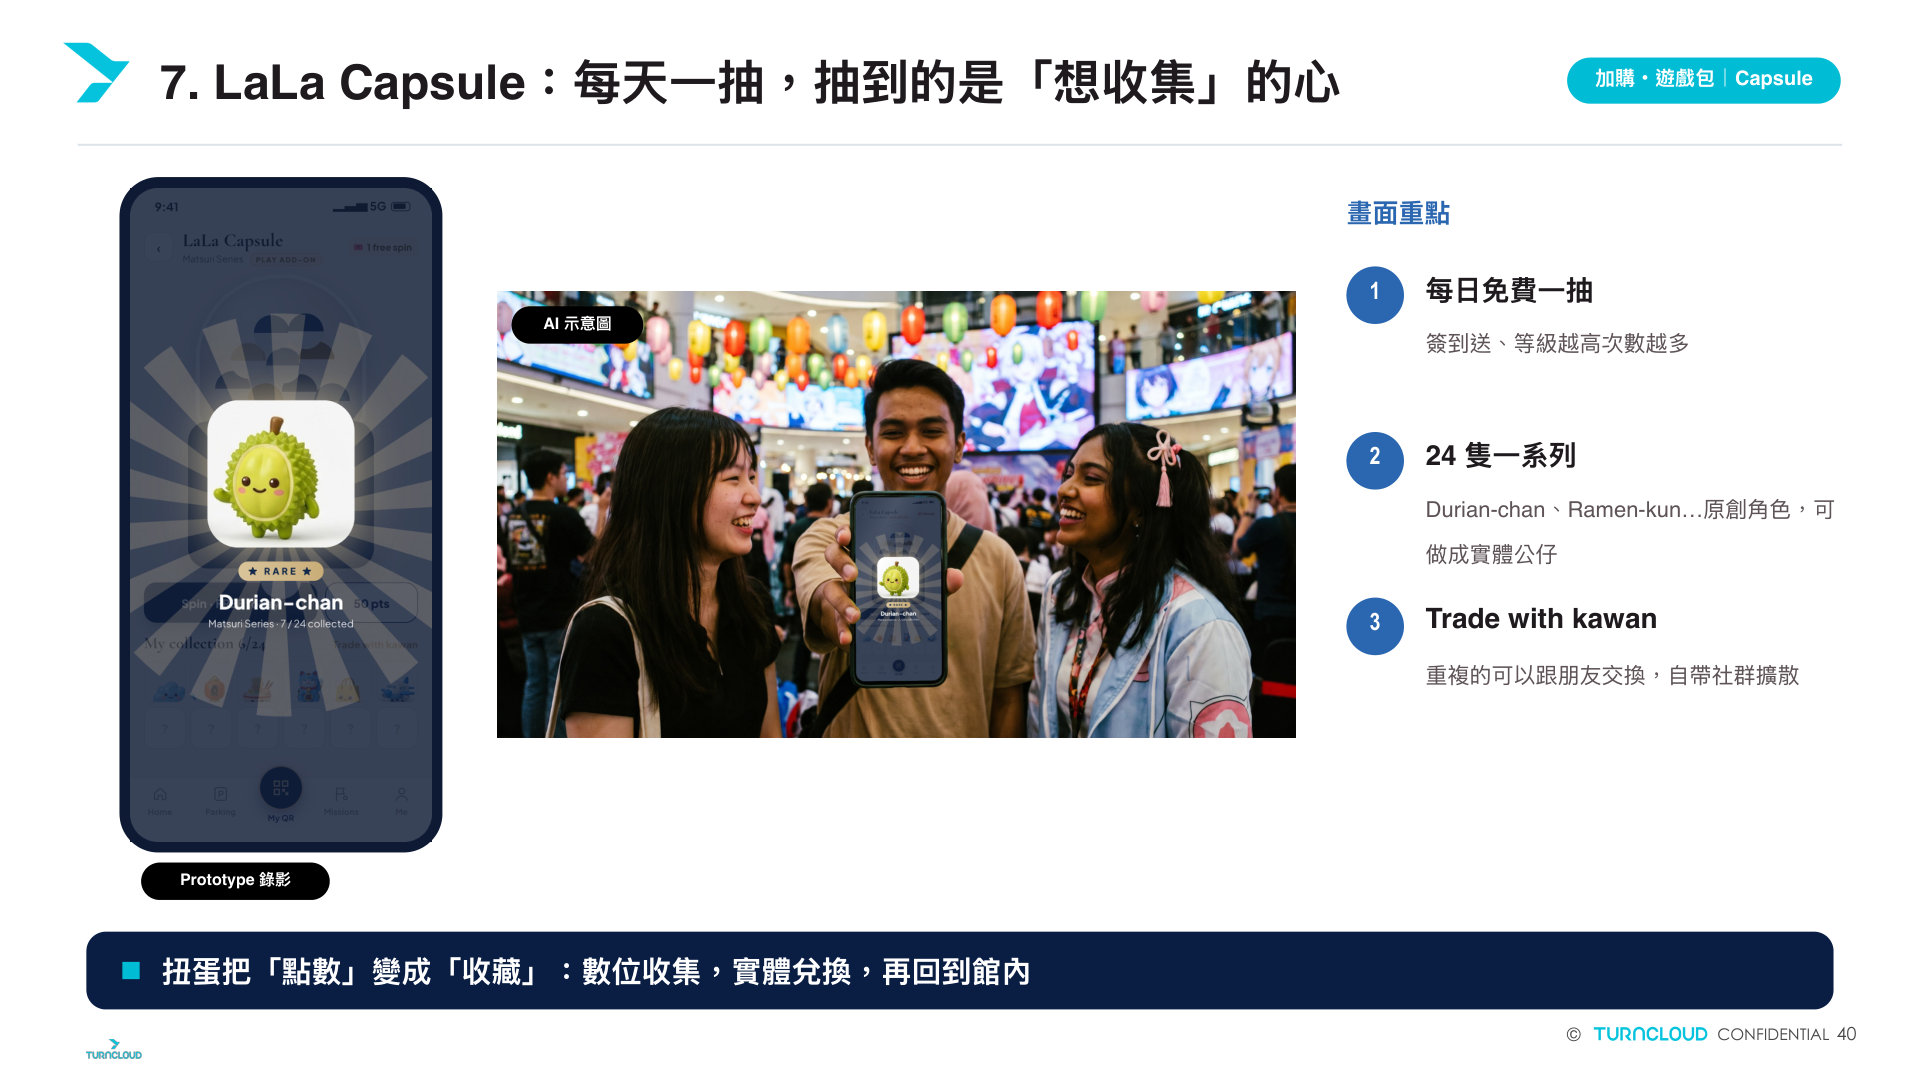 7. LaLa Capsule：每天一抽，抽到的是「想收集」的心
加購・遊戲包｜Capsule
9:41
5G
LaLa Capsule
1 free spin
Matsuri Series
PLAY ADD-ON
★ RARE ★
Spin
50 pts
Durian-chan
Matsuri Series · 7 / 24 collected
My collection 6/24
Trade with kawan
? ? ? ? ? ?
Home
Parking
My QR
Missions
Me
Prototype 錄影
AI 示意圖
LaLa Capsule
★ RARE ★
Durian-chan
畫面重點
1
每日免費一抽
簽到送、等級越高次數越多
2
24 隻一系列
Durian-chan、Ramen-kun…原創角色，可
做成實體公仔
3
Trade with kawan
重複的可以跟朋友交換，自帶社群擴散
扭蛋把「點數」變成「收藏」：數位收集，實體兌換，再回到館內
TURNCLOUD
© TURNCLOUD CONFIDENTIAL 40